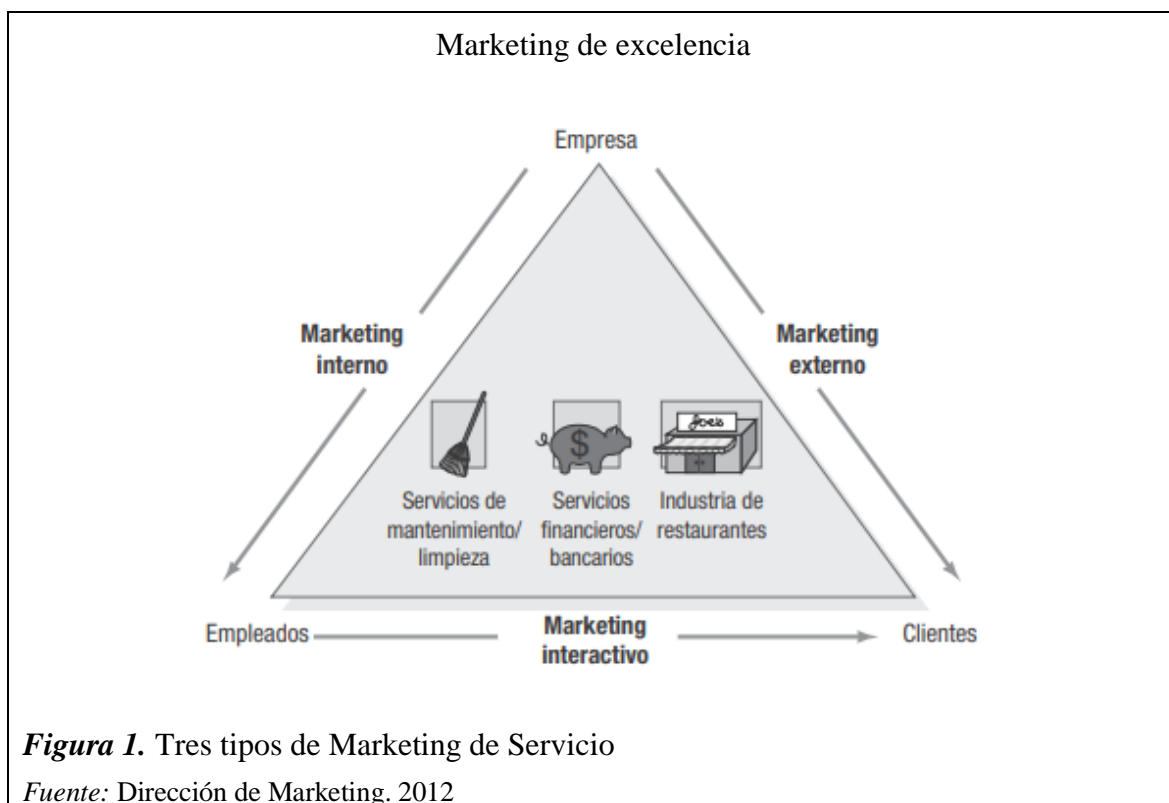 Marketing de excelencia
Empresa
Marketing
interno
Marketing
externo
Joe's
$
Servicios de
mantenimiento/
limpieza
Servicios
financieros/
bancarios
Industria de
restaurantes
Empleados
Marketing
interactivo
Clientes
Figura 1. Tres tipos de Marketing de Servicio
Fuente: Dirección de Marketing. 2012